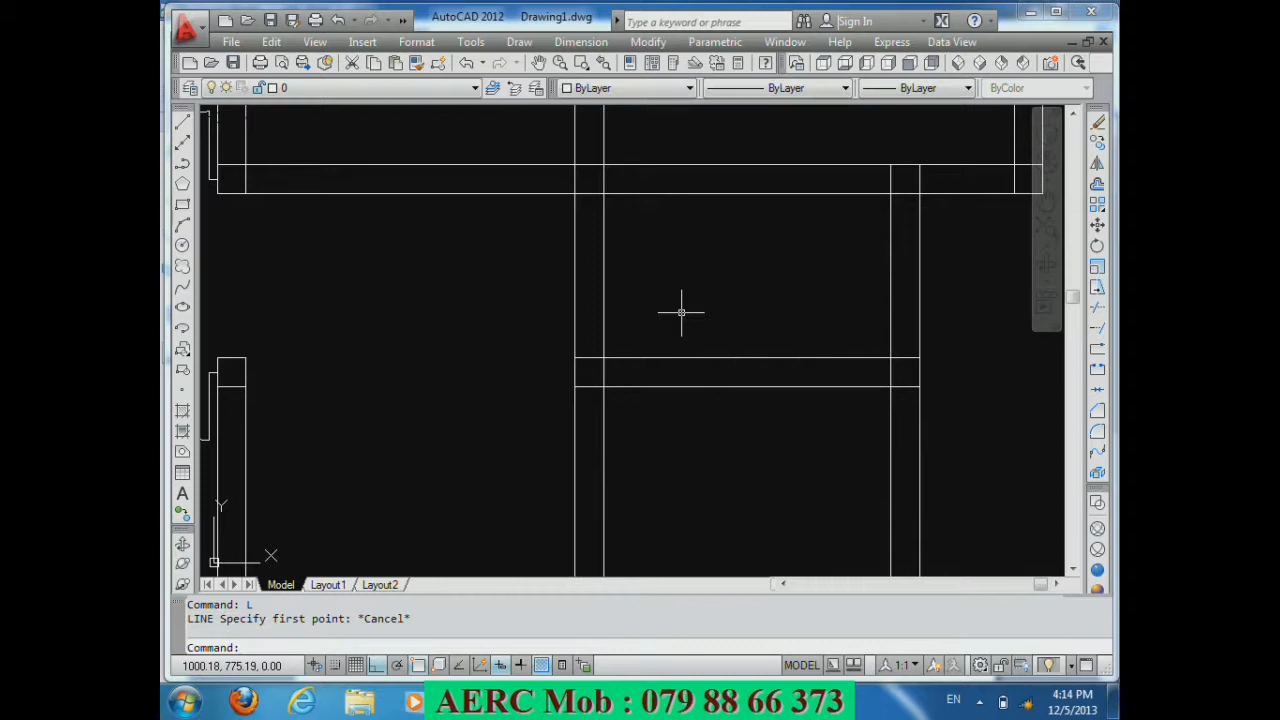 AutoCAD 2012 Drawing1.dwg
Type a keyword or phrase
Sign In
File Edit View Insert Format Tools Draw Dimension Modify Parametric Window Help Express Data View
0
ByLayer
ByLayer
ByLayer
ByColor
A
Y
X
Model Layout1 Layout2
Command: L
LINE Specify first point: *Cancel*
Command:
1000.18, 775.19, 0.00
MODEL
1:1
AERC Mob : 079 88 66 373
EN
4:14 PM
12/5/2013